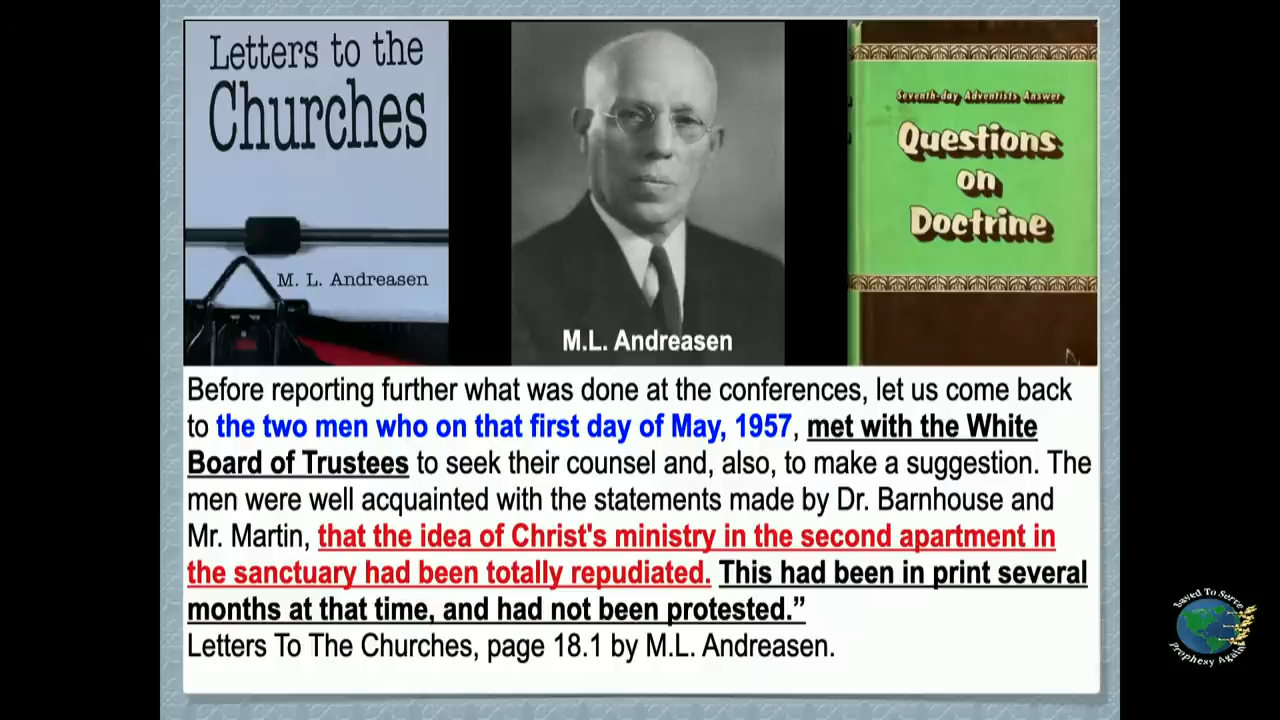 Letters to the
Churches
M. L. Andreasen
M.L. Andreasen
Seventh-day Adventists Answer
Questions
on
Doctrine
Before reporting further what was done at the conferences, let us come back
to the two men who on that first day of May, 1957, met with the White
Board of Trustees to seek their counsel and, also, to make a suggestion. The
men were well acquainted with the statements made by Dr. Barnhouse and
Mr. Martin, that the idea of Christ's ministry in the second apartment in
the sanctuary had been totally repudiated. This had been in print several
months at that time, and had not been protested.”
Letters To The Churches, page 18.1 by M.L. Andreasen.
Saved To Serve
Prophesy Again